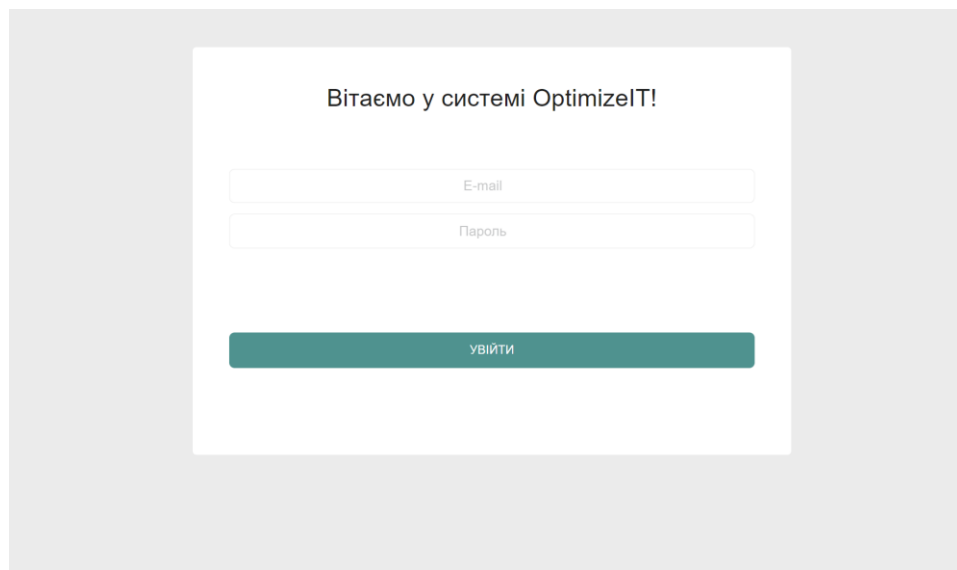 Вітаємо у системі OptimizeIT!
E-mail
Пароль
УВІЙТИ